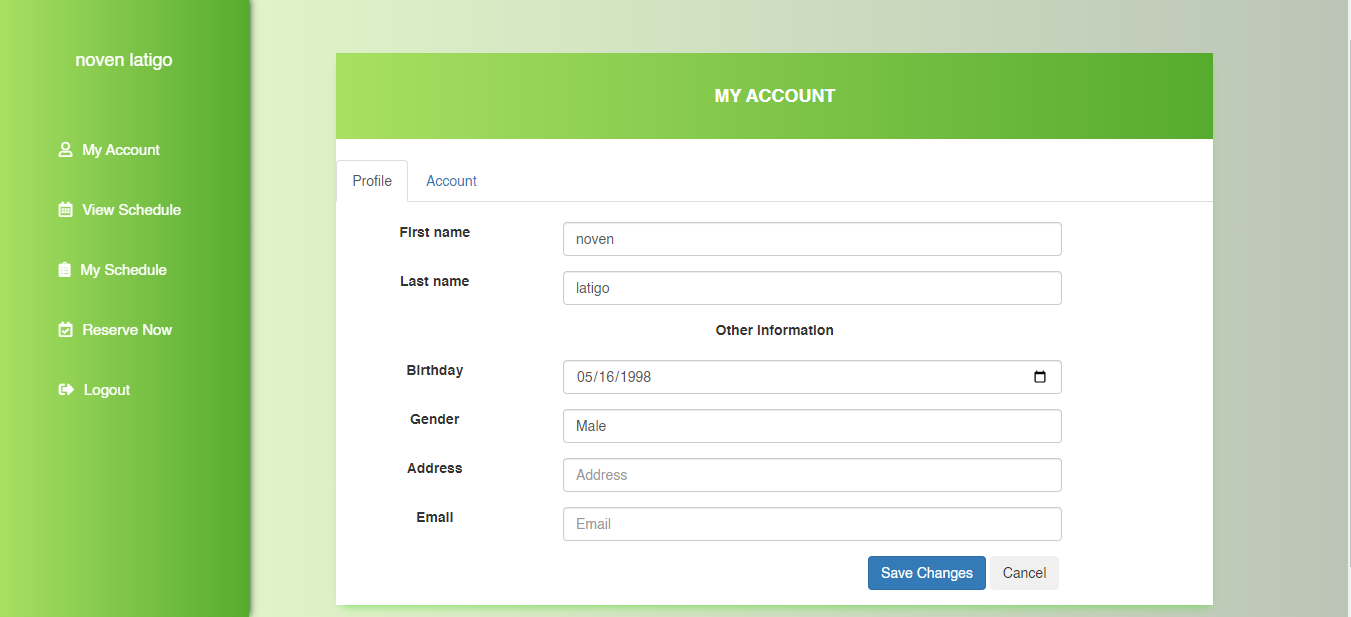 noven latigo
My Account
View Schedule
My Schedule
Reserve Now
Logout
MY ACCOUNT
Profile Account
First name noven
Last name latigo
Other Information
Birthday 05/16/1998
Gender Male
Address Address
Email Email
Save Changes Cancel